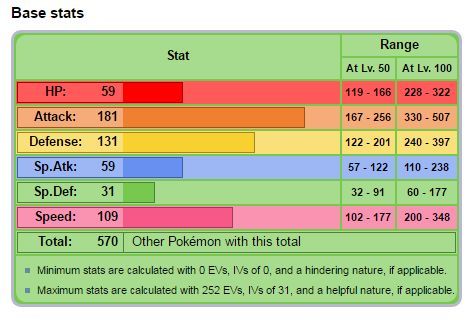 Base stats
Stat Range
At Lv. 50 At Lv. 100
HP: 59 119 - 166 228 - 322
Attack: 181 167 - 256 330 - 507
Defense: 131 122 - 201 240 - 397
Sp.Atk: 59 57 - 122 110 - 238
Sp.Def: 31 32 - 91 60 - 177
Speed: 109 102 - 177 200 - 348
Total: 570 Other Pokémon with this total
Minimum stats are calculated with 0 EVs, IVs of 0, and a hindering nature, if applicable.
Maximum stats are calculated with 252 EVs, IVs of 31, and a helpful nature, if applicable.